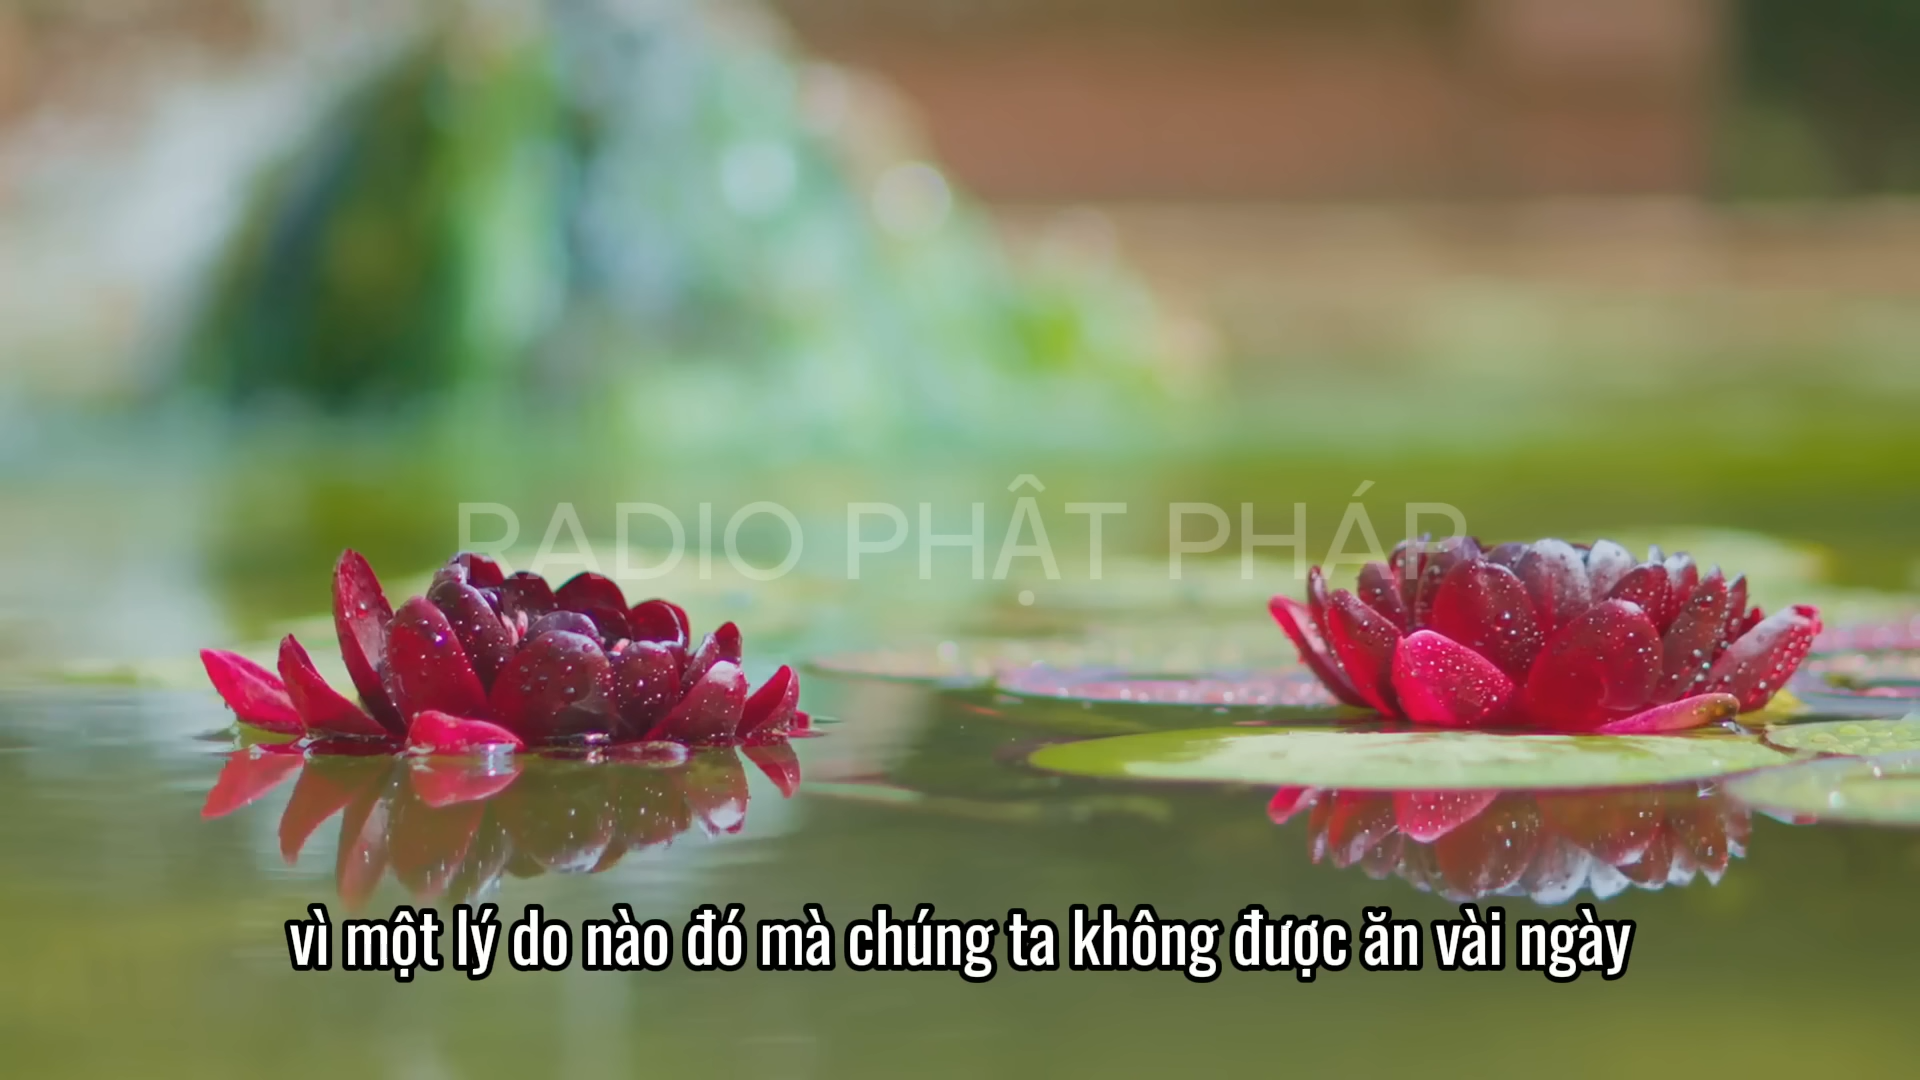 RADIO PHẬT PHÁP
vì một lý do nào đó mà chúng ta không được ăn vài ngày